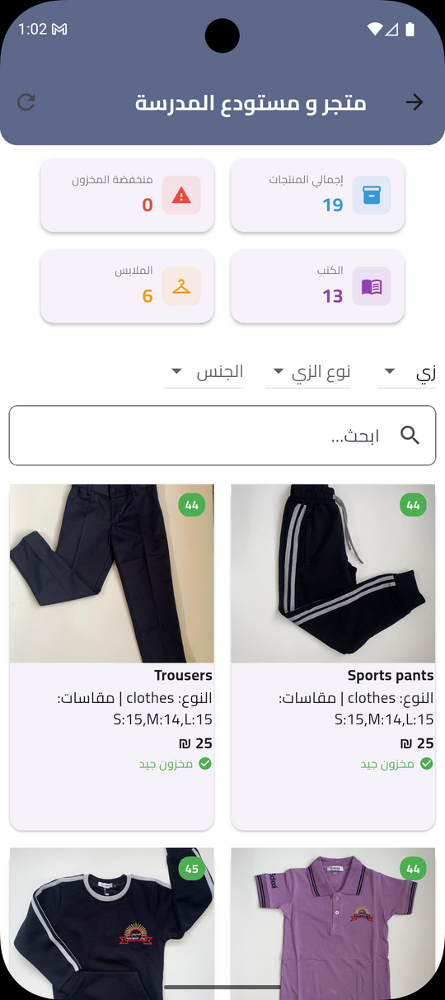 1:02
متجر و مستودع المدرسة
إجمالي المنتجات
19
منخفضة المخزون
0
الكتب
13
الملابس
6
زي
نوع الزي
الجنس
ابحث...
44
Sports pants
النوع: clothes | مقاسات:
S:15,M:14,L:15
25 ₪
مخزون جيد
44
Trousers
النوع: clothes | مقاسات:
S:15,M:14,L:15
25 ₪
مخزون جيد
44
School
45